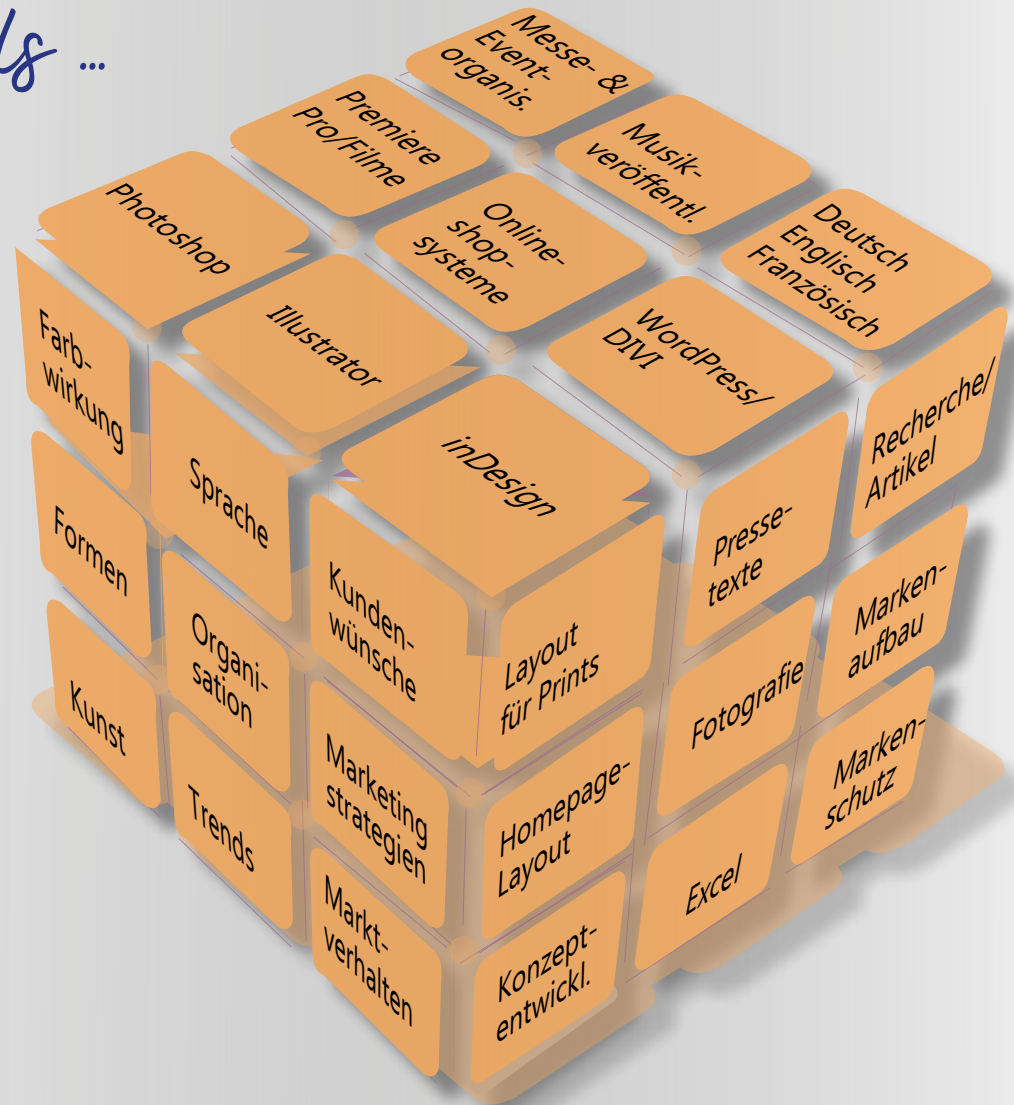 ...
Messe- &
Event-
organis.
Musik-
veröffentl.
Deutsch
Englisch
Französisch
Premiere
Pro/Filme
Online-
shop-
systeme
WordPress/
DIVI
Photoshop
Illustrator
inDesign
Farb-
wirkung
Sprache
Kunden-
wünsche
Formen
Organi-
sation
Marketing
strategien
Kunst
Trends
Markt-
verhalten
Layout
für Prints
Presse-
texte
Recherche/
Artikel
Homepage-
Layout
Fotografie
Marken-
aufbau
Konzept-
entwickl.
Excel
Marken-
schutz